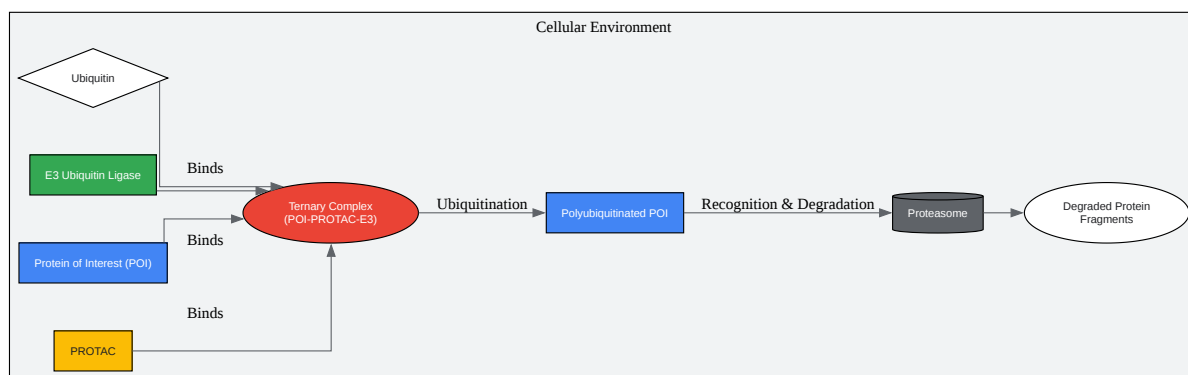 Cellular Environment
Ubiquitin
E3 Ubiquitin Ligase
Binds
Protein of Interest (POI)
Binds
PROTAC
Binds
Ternary Complex
(POI-PROTAC-E3)
Ubiquitination
Polyubiquitinated POI
Recognition & Degradation
Proteasome
Degraded Protein
Fragments